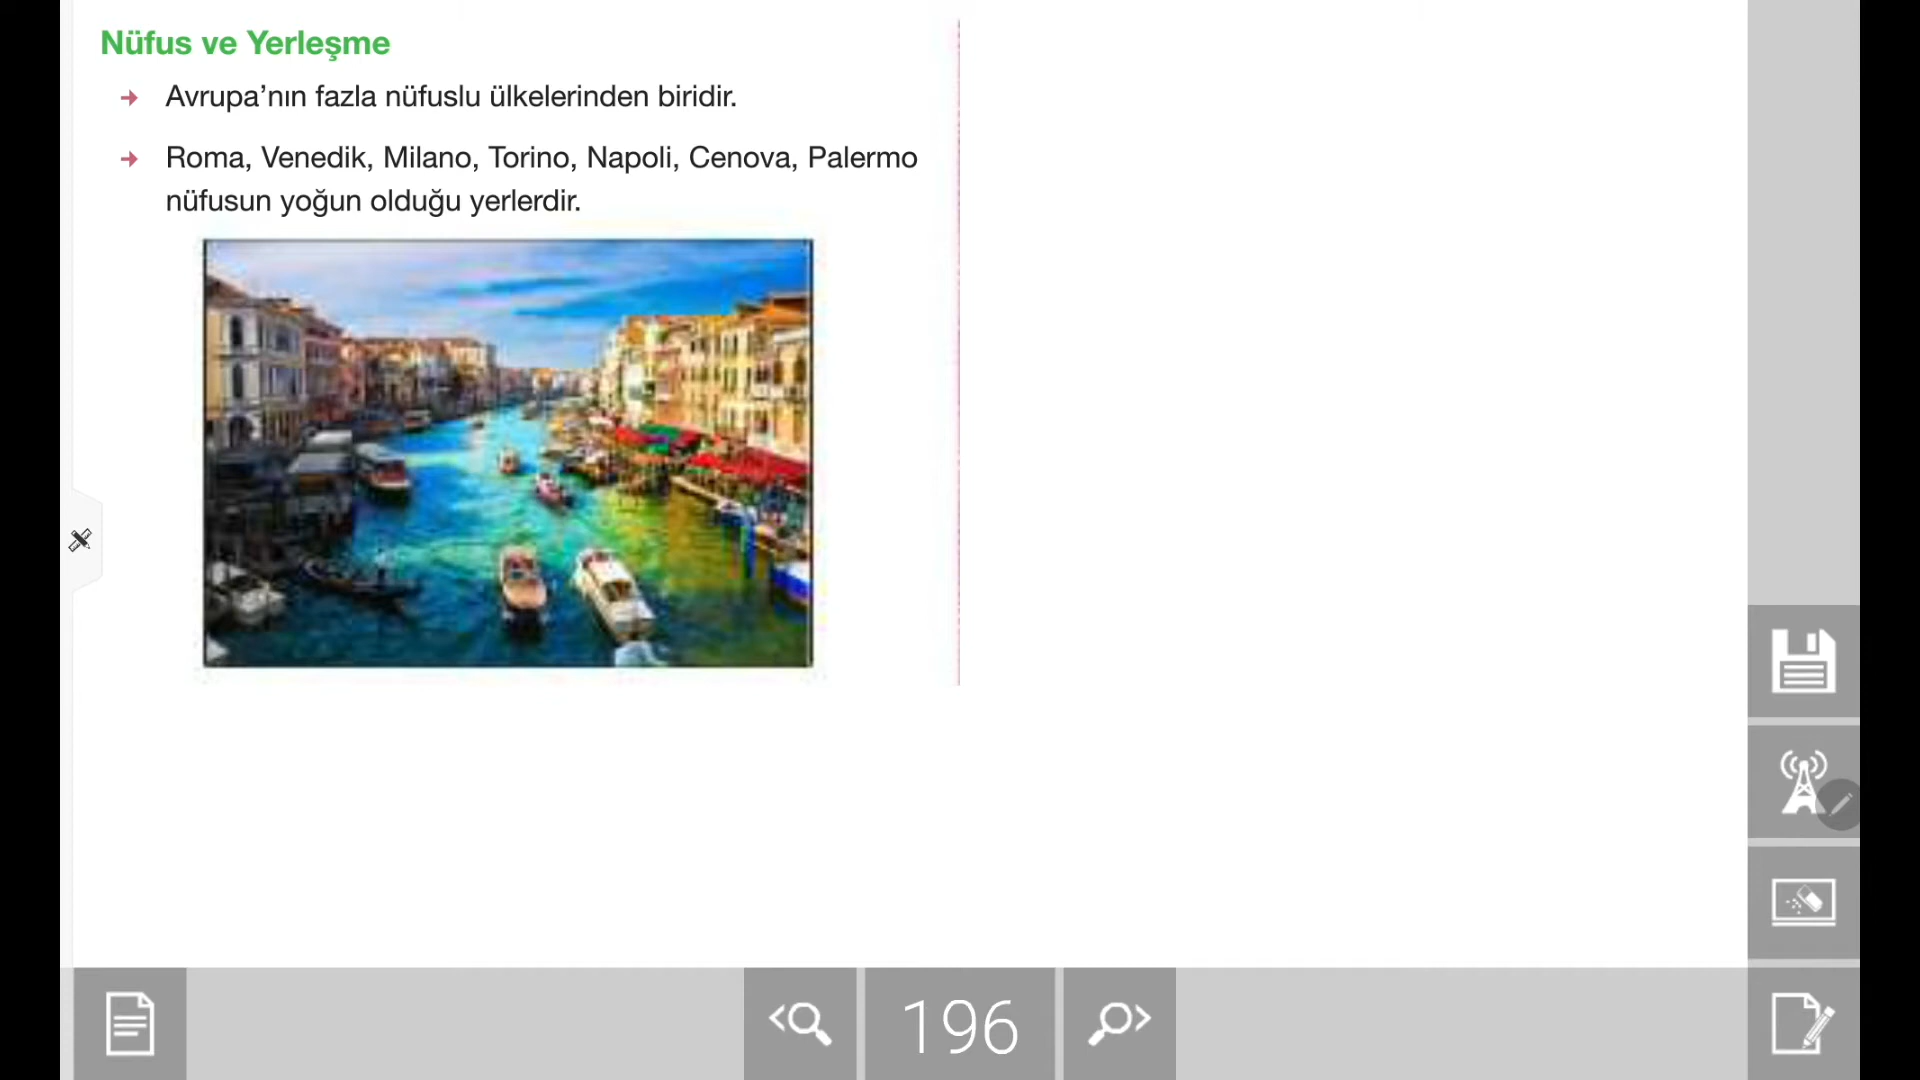 Nüfus ve Yerleşme
Avrupa’nın fazla nüfuslu ülkelerinden biridir.
Roma, Venedik, Milano, Torino, Napoli, Cenova, Palermo
nüfusun yoğun olduğu yerlerdir.
196